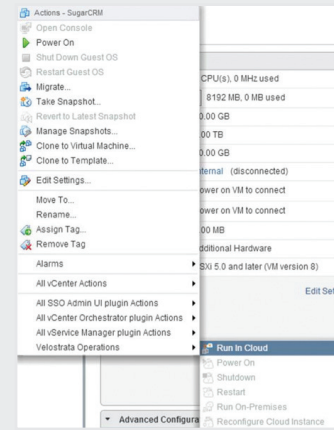 Actions - SugarCRM
Open Console
Power On
Shut Down Guest OS
Restart Guest OS
Migrate...
Take Snapshot...
Revert to Latest Snapshot
Manage Snapshots...
Clone to Virtual Machine...
Clone to Template...
Edit Settings...
Move To...
Rename...
Assign Tag...
Remove Tag
Alarms
All vCenter Actions
All SSO Admin UI plugin Actions
All vCenter Orchestrator plugin Actions
All vService Manager plugin Actions
Velostrata Operations
CPU(s), 0 MHz used
8192 MB, 0 MB used
0.00 GB
.00 TB
0.00 GB
ternal (disconnected)
ower on VM to connect
ower on VM to connect
.00 MB
dditional Hardware
SXi 5.0 and later (VM version 8)
Edit Set
Run In Cloud
Power On
Shutdown
Restart
Run On-Premises
Reconfigure Cloud Instance
Advanced Configura